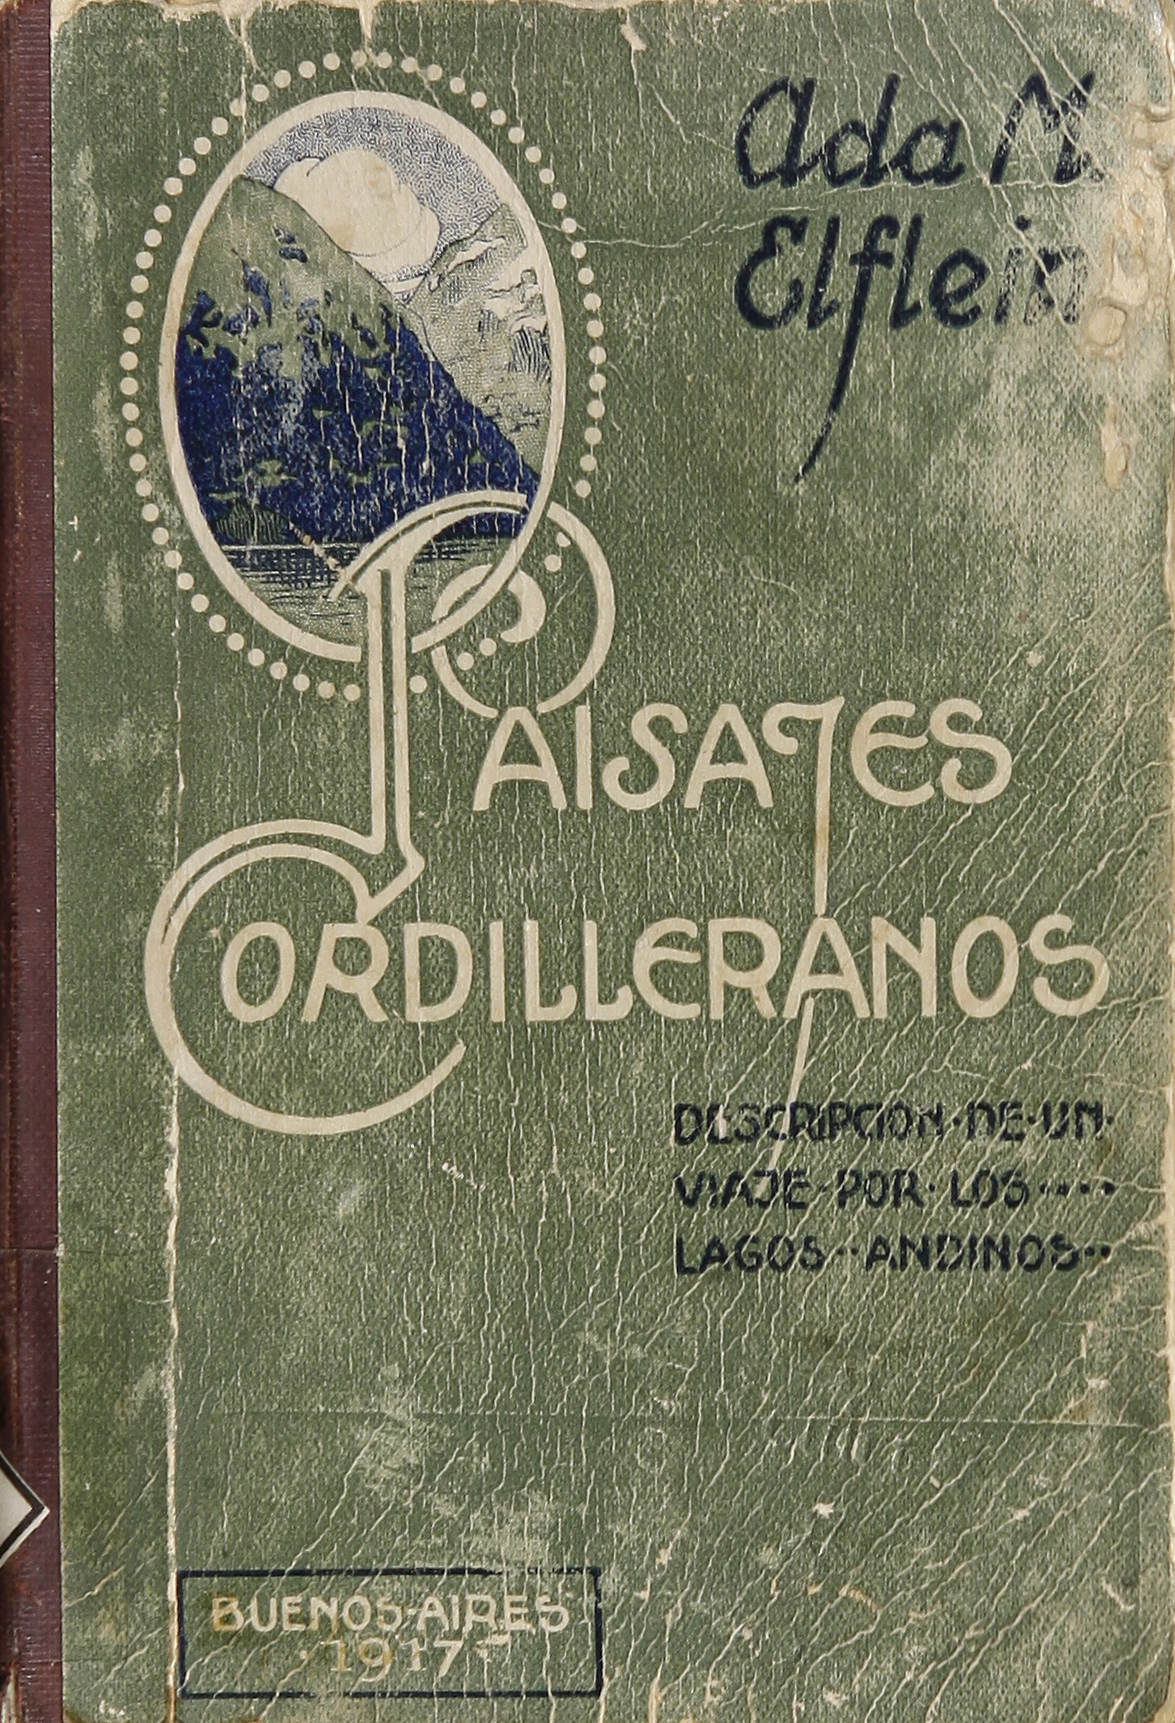 Ada M.
Elflein
PAISAJES
CORDILLERANOS
DESCRIPCION·DE·UN·
VIAJE·POR·LOS····
LAGOS··ANDINOS··
BUENOS-AIRES
·1917·